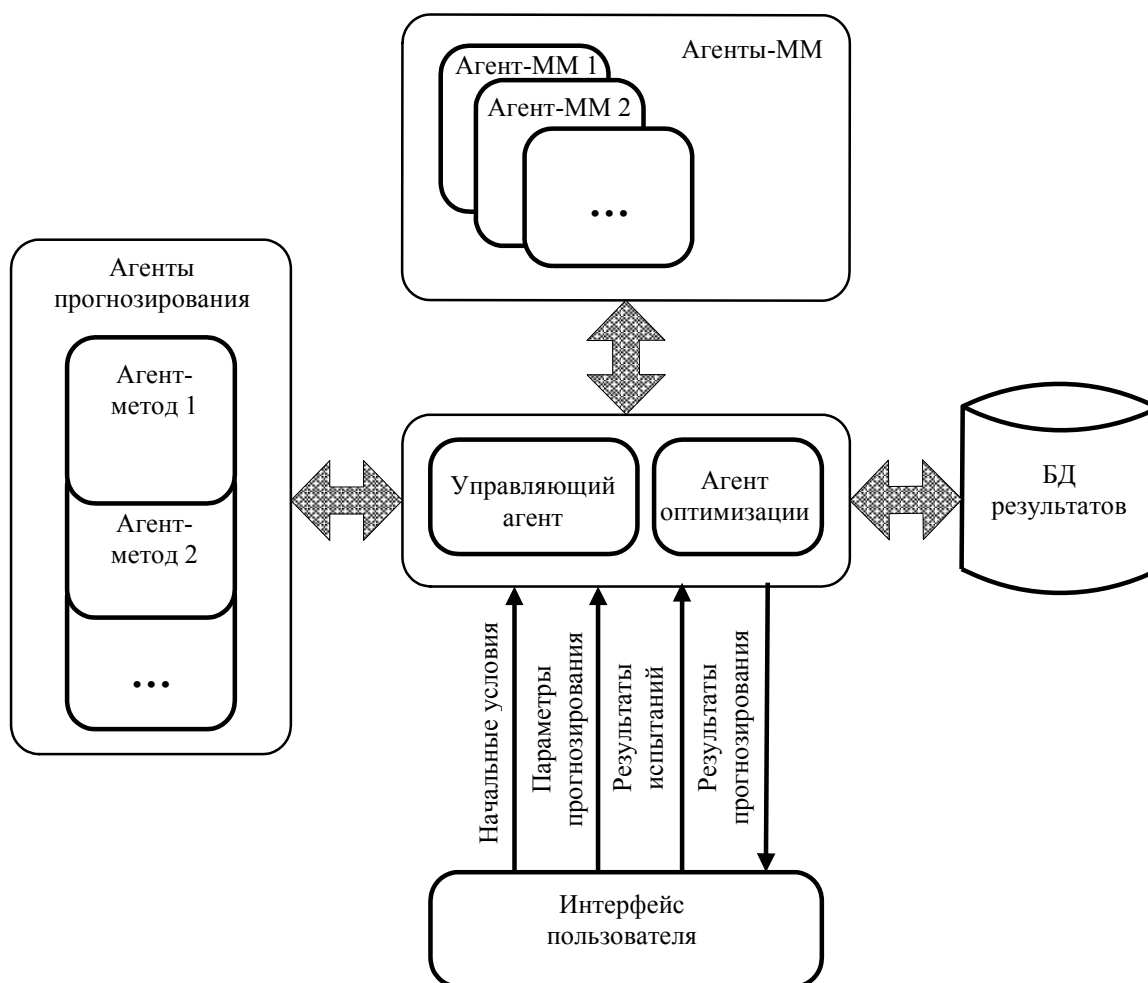 Агенты-ММ
Агент-ММ 1
Агент-ММ 2
...
Агенты
прогнозирования
Агент-
метод 1
Агент-
метод 2
...
Управляющий
агент
Агент
оптимизации
БД
результатов
Начальные условия
Параметры
прогнозирования
Результаты
испытаний
Результаты
прогнозирования
Интерфейс
пользователя